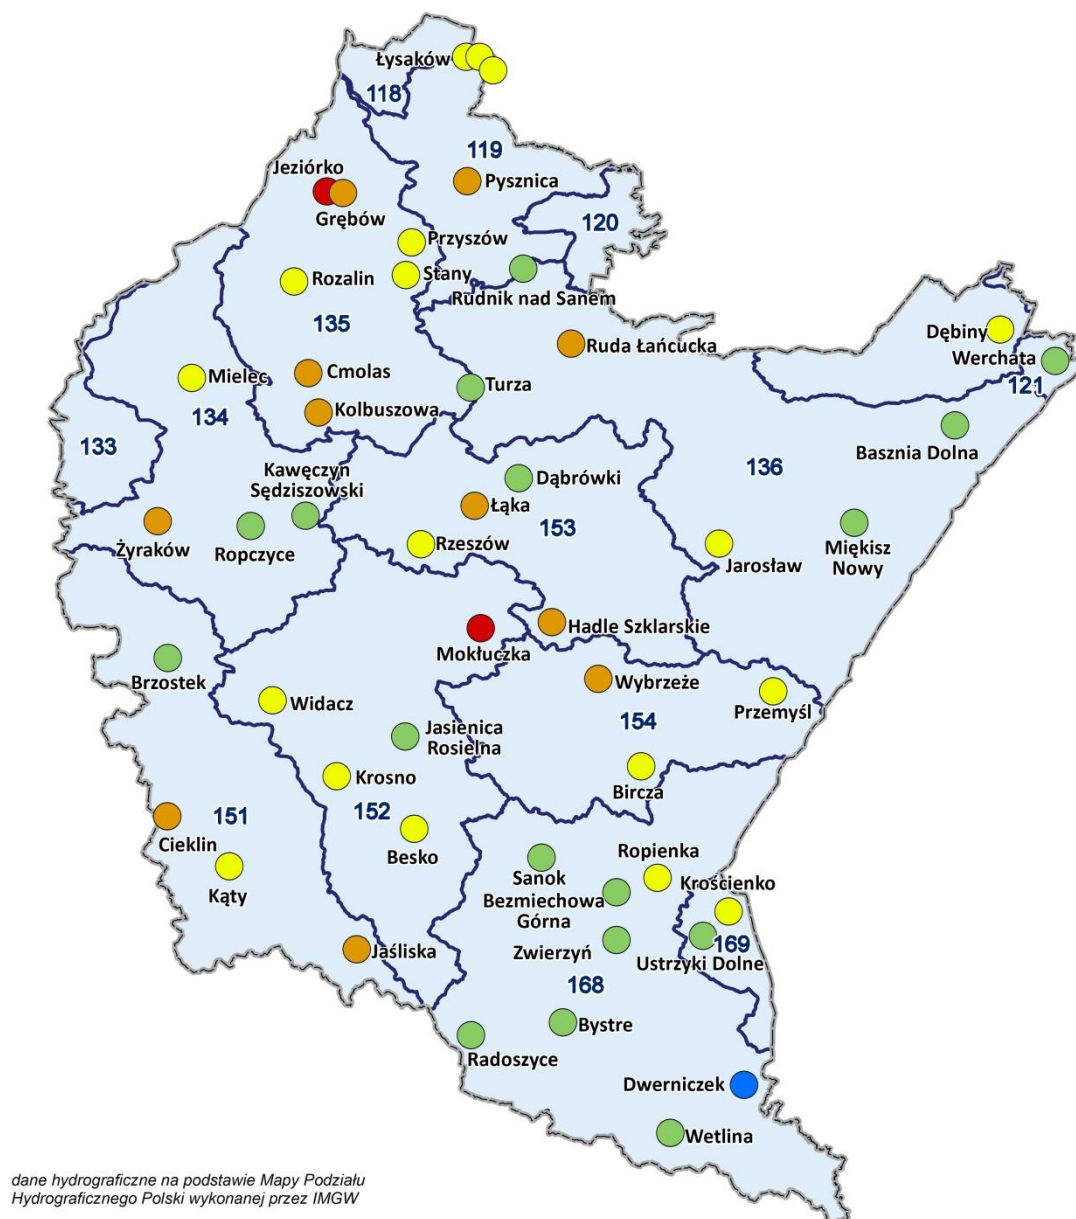 Łysaków
118
119
Jeziórko
Pysznica
Grębów
120
Przyszów
Stany
Rozalin
Rudnik nad Sanem
135
Dębiny
Ruda Łańcucka
Werchata
Mielec
Cmolas
Turza
121
134
Kolbuszowa
133
Basznia Dolna
Kawęczyn
Sędziszowski
136
Dąbrówki
Łąka
153
Żyraków
Ropczyce
Rzeszów
Jarosław
Miękisz
Nowy
Hadle Szklarskie
Mokłuczka
Brzostek
Wybrzeże
Widacz
Przemyśl
154
Jasienica
Rosielna
Krosno
Bircza
151
152
Cieklin
Besko
Kąty
Ropienka
Sanok
Krościenko
Bezmiechowa
Górna
Zwierzyń
169
Ustrzyki Dolne
Jaśliska
168
Bystre
Radoszyce
Dwerniczek
Wetlina
dane hydrograficzne na podstawie Mapy Podziału
Hydrograficznego Polski wykonanej przez IMGW